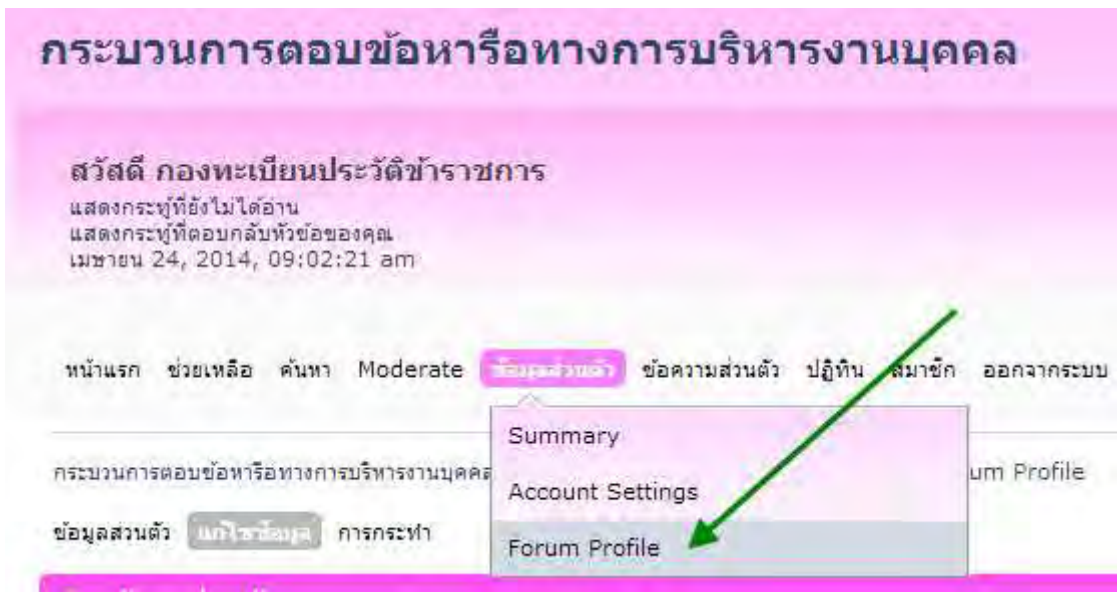 กระบวนการตอบข้อหารือทางการบริหารงานบุคคล
สวัสดี กองทะเบียนประวัติข้าราชการ
แสดงกระทู้ที่ยังไม่ได้อ่าน
แสดงกระทู้ที่ตอบกลับหัวข้อของคุณ
เมษายน 24, 2014, 09:02:21 am
หน้าแรก ช่วยเหลือ ค้นหา Moderate ข้อมูลส่วนตัว ข้อความส่วนตัว ปฏิทิน สมาชิก ออกจากระบบ
Summary
กระบวนการตอบข้อหารือทางการบริหารงานบุคคล um Profile
Account Settings
ข้อมูลส่วนตัว แก้ไขข้อมูล การกระทำ
Forum Profile